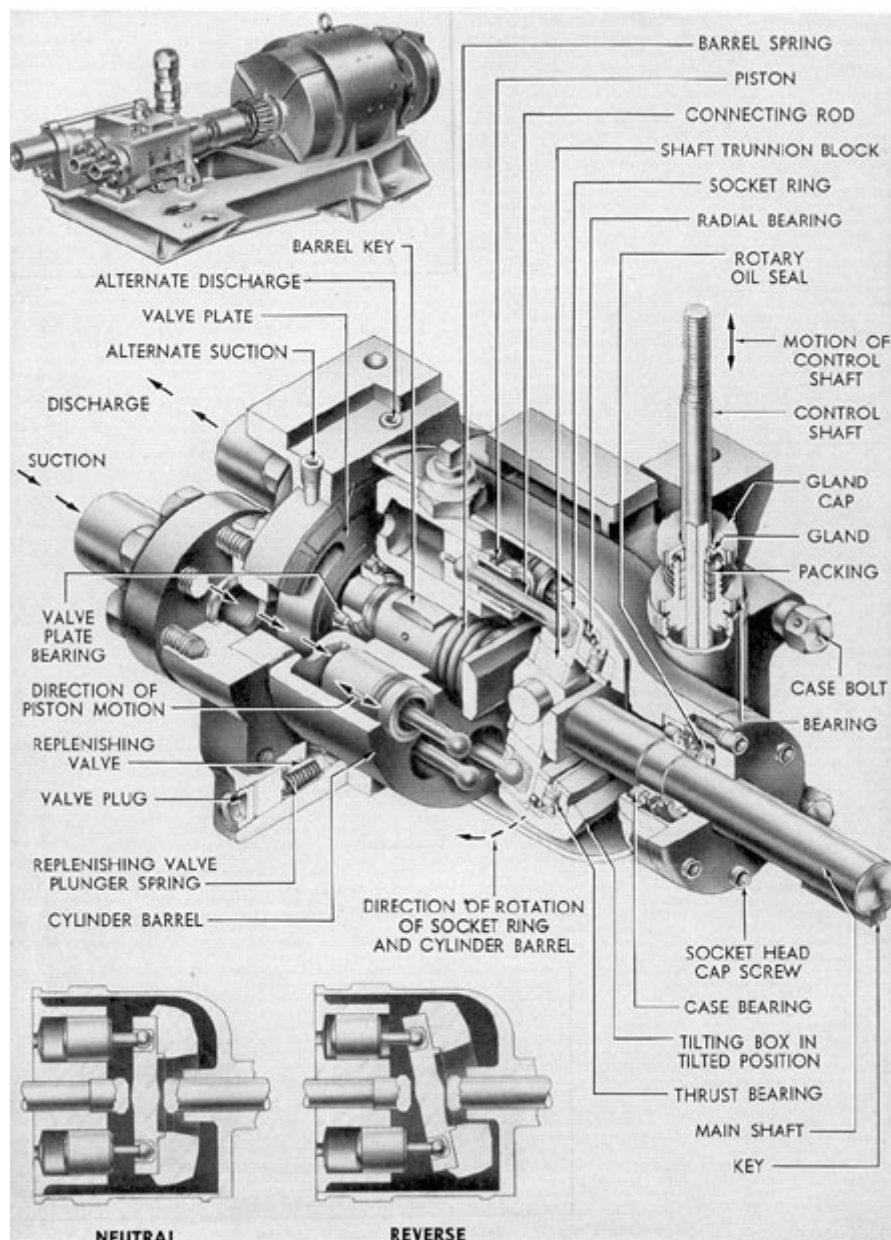 BARREL SPRING
PISTON
CONNECTING ROD
SHAFT TRUNNION BLOCK
SOCKET RING
RADIAL BEARING
ROTARY
OIL SEAL
BARREL KEY
ALTERNATE DISCHARGE
VALVE PLATE
ALTERNATE SUCTION
DISCHARGE
SUCTION
MOTION OF
CONTROL
SHAFT
CONTROL
SHAFT
GLAND
CAP
GLAND
PACKING
CASE BOLT
BEARING
VALVE
PLATE
BEARING
DIRECTION OF
PISTON MOTION
REPLENISHING
VALVE
VALVE PLUG
REPLENISHING VALVE
PLUNGER SPRING
CYLINDER BARREL
DIRECTION OF ROTATION
OF SOCKET RING
AND CYLINDER BARREL
SOCKET HEAD
CAP SCREW
CASE BEARING
TILTING BOX IN
TILTED POSITION
THRUST BEARING
MAIN SHAFT
KEY
NEUTRAL
REVERSE